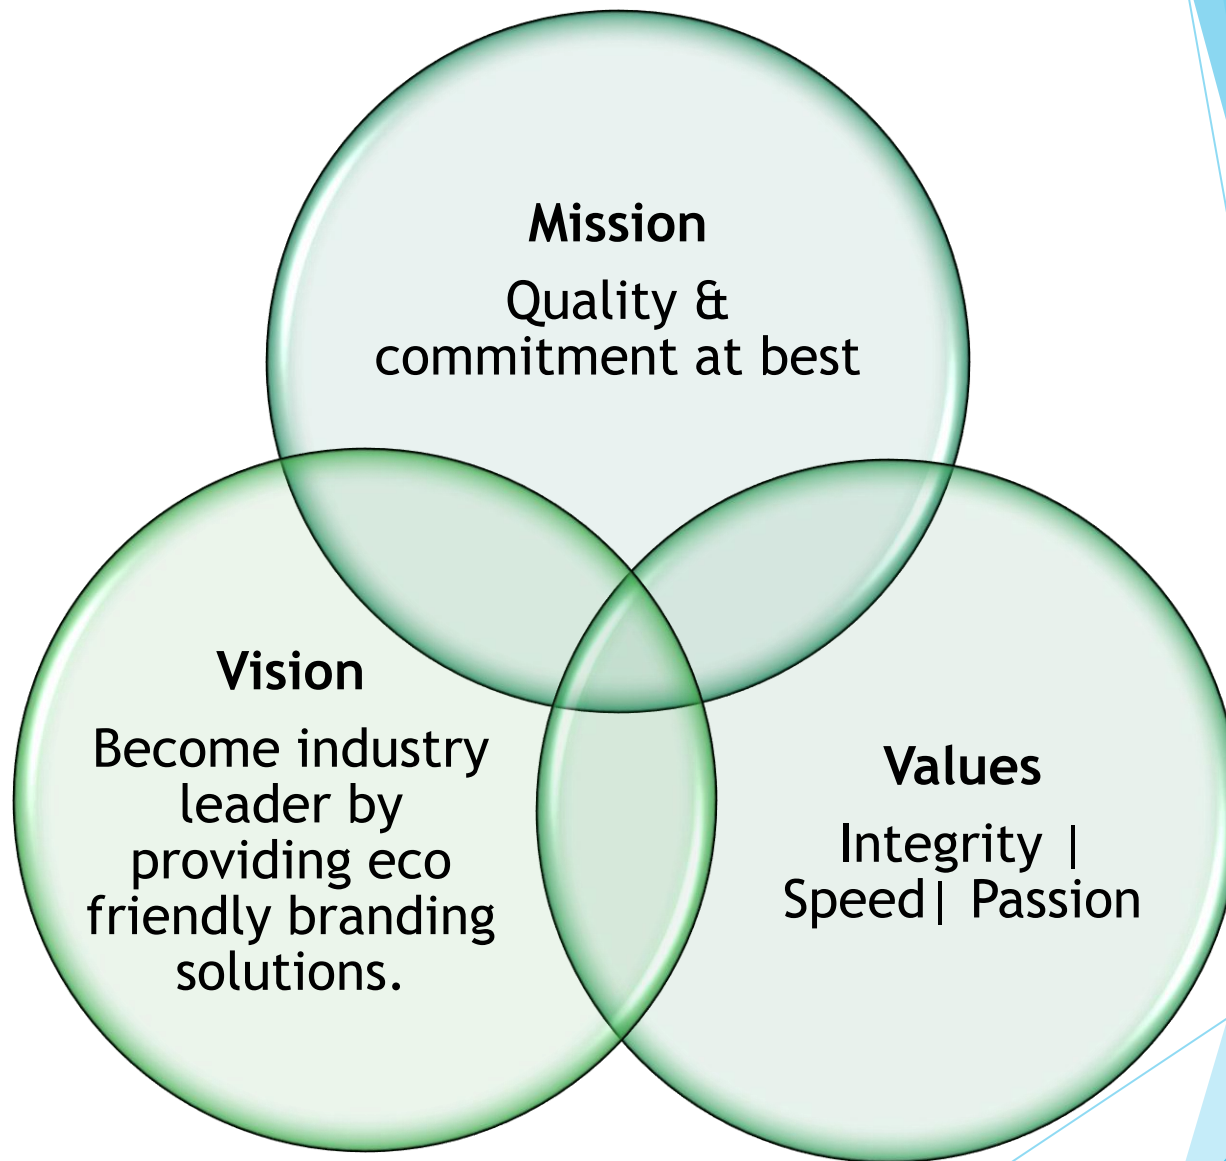 Mission
Quality &
commitment at best
Vision
Become industry
leader by
providing eco
friendly branding
solutions.
Values
Integrity |
Speed| Passion